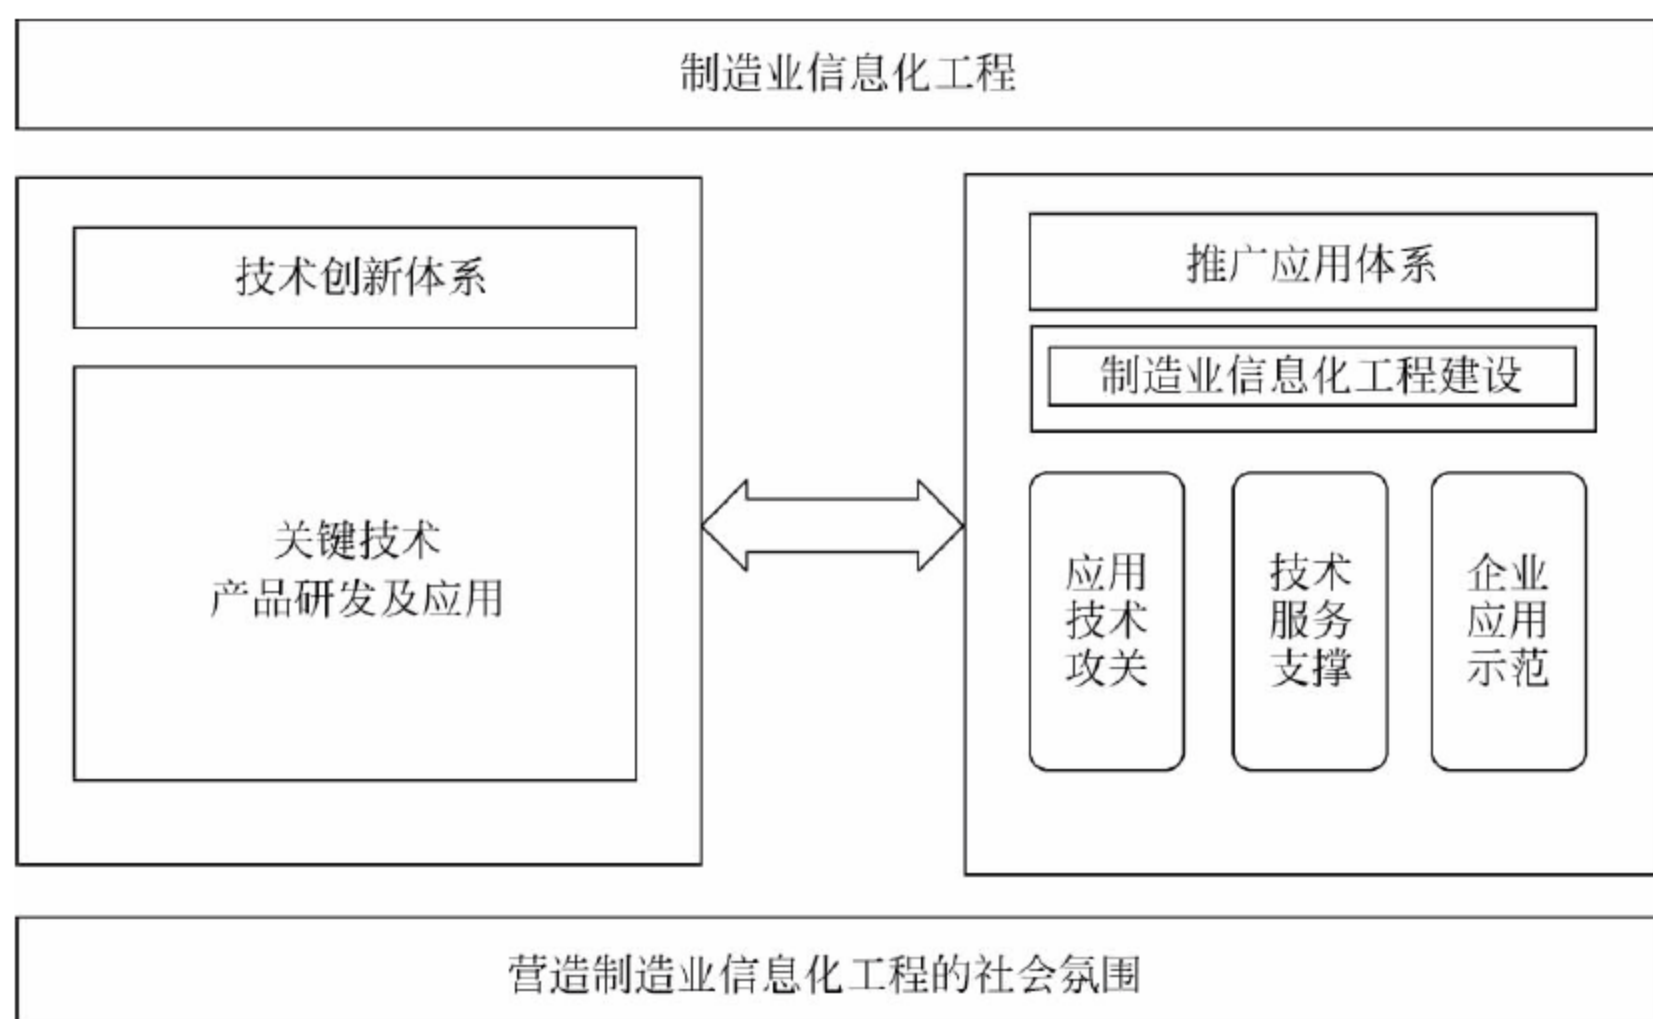 制造业信息化工程
技术创新体系
关键技术
产品研发及应用
推广应用体系
制造业信息化工程建设
应用
技术
攻关
技术
服务
支撑
企业
应用
示范
营造制造业信息化工程的社会氛围